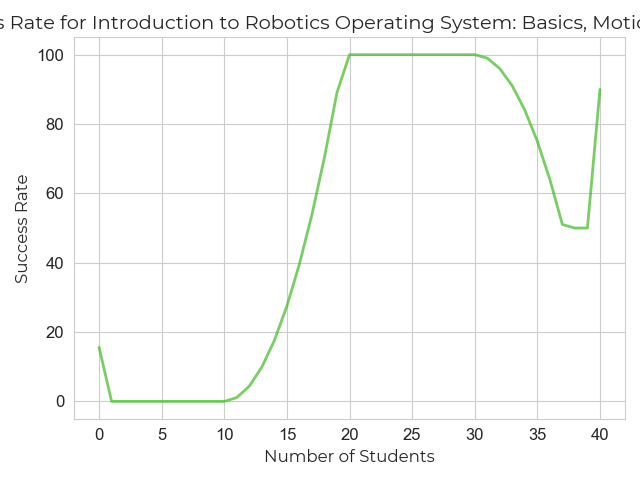 s Rate for Introduction to Robotics Operating System: Basics, Motio
100
80
60
40
20
0
Success Rate
0 5 10 15 20 25 30 35 40
Number of Students